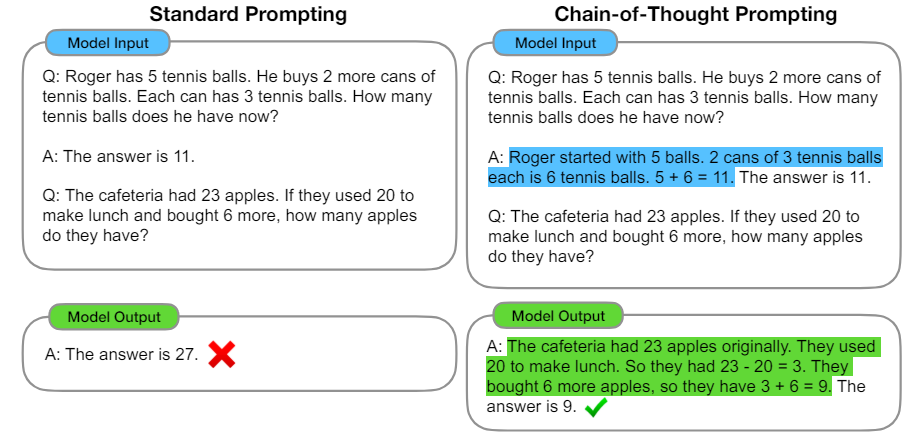 Standard Prompting
Model Input
Q: Roger has 5 tennis balls. He buys 2 more cans of
tennis balls. Each can has 3 tennis balls. How many
tennis balls does he have now?
A: The answer is 11.
Q: The cafeteria had 23 apples. If they used 20 to
make lunch and bought 6 more, how many apples
do they have?
Model Output
A: The answer is 27.
Chain-of-Thought Prompting
Model Input
Q: Roger has 5 tennis balls. He buys 2 more cans of
tennis balls. Each can has 3 tennis balls. How many
tennis balls does he have now?
A: Roger started with 5 balls. 2 cans of 3 tennis balls
each is 6 tennis balls. 5 + 6 = 11. The answer is 11.
Q: The cafeteria had 23 apples. If they used 20 to
make lunch and bought 6 more, how many apples
do they have?
Model Output
A: The cafeteria had 23 apples originally. They used
20 to make lunch. So they had 23 - 20 = 3. They
bought 6 more apples, so they have 3 + 6 = 9. The
answer is 9.